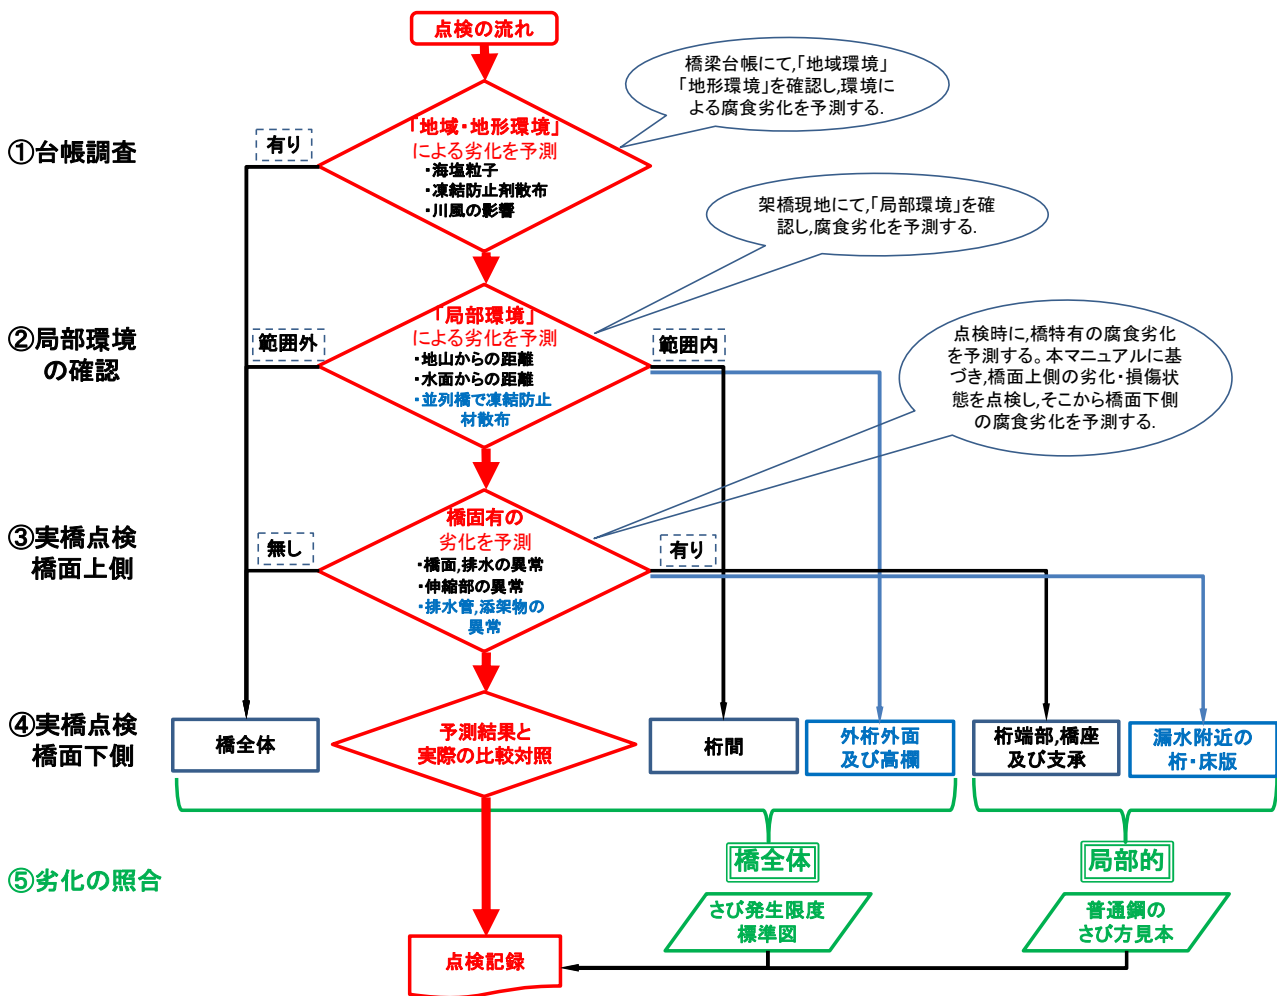 点検の流れ
橋梁台帳にて,「地域環境」
「地形環境」を確認し,環境に
よる腐食劣化を予測する.
①台帳調査
有り
「地域・地形環境」
による劣化を予測
・海塩粒子
・凍結防止剤散布
・川風の影響
架橋現地にて,「局部環境」を確
認し,腐食劣化を予測する.
②局部環境
の確認
範囲外
「局部環境」
による劣化を予測
・地山からの距離
・水面からの距離
・並列橋で凍結防止
材散布
範囲内
点検時に,橋特有の腐食劣化
を予測する。本マニュアルに基
づき,橋面上側の劣化・損傷状
態を点検し,そこから橋面下側
の腐食劣化を予測する.
③実橋点検
橋面上側
無し
橋固有の
劣化を予測
・橋面,排水の異常
・伸縮部の異常
・排水管,添架物の
異常
有り
④実橋点検
橋面下側
橋全体
予測結果と
実際の比較対照
桁間
外桁外面
及び高欄
桁端部,橋座
及び支承
漏水附近の
桁・床版
⑤劣化の照合
橋全体
局部的
さび発生限度
標準図
普通鋼の
さび方見本
点検記録